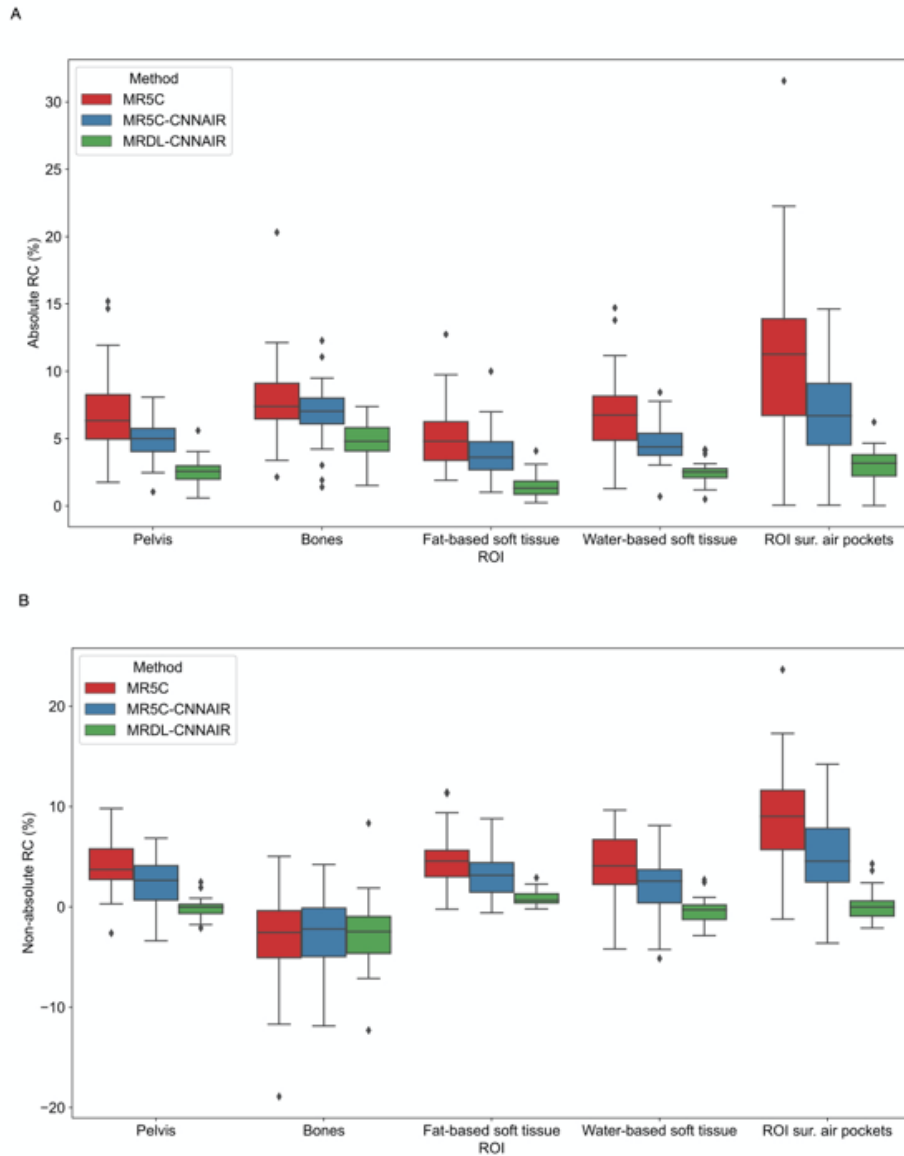 A
Method
MR5C
MR5C-CNNAIR
MRDL-CNNAIR
Absolute RC (%)
30
25
20
15
10
5
0
Pelvis Bones Fat-based soft tissue Water-based soft tissue ROI sur. air pockets
ROI
B
Method
MR5C
MR5C-CNNAIR
MRDL-CNNAIR
Non-absolute RC (%)
20
10
0
−10
−20
Pelvis Bones Fat-based soft tissue Water-based soft tissue ROI sur. air pockets
ROI